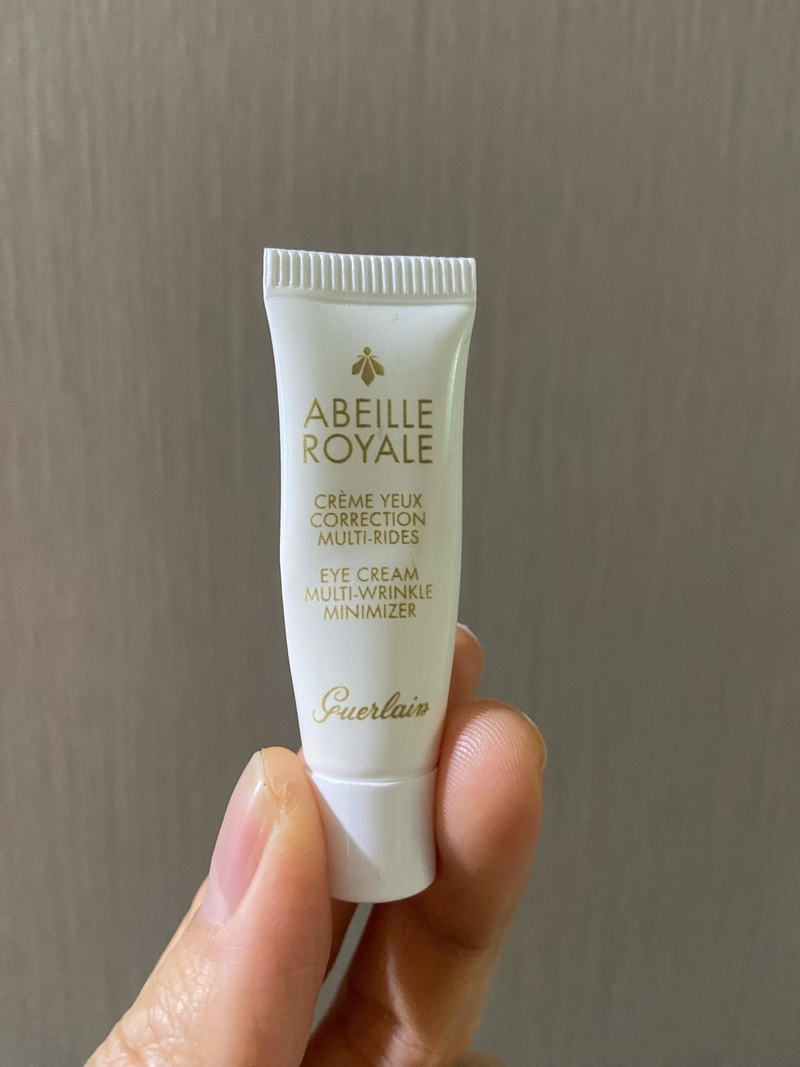 ABEILLE
ROYALE
CRÈME YEUX
CORRECTION
MULTI-RIDES
EYE CREAM
MULTI-WRINKLE
MINIMIZER
Guerlain